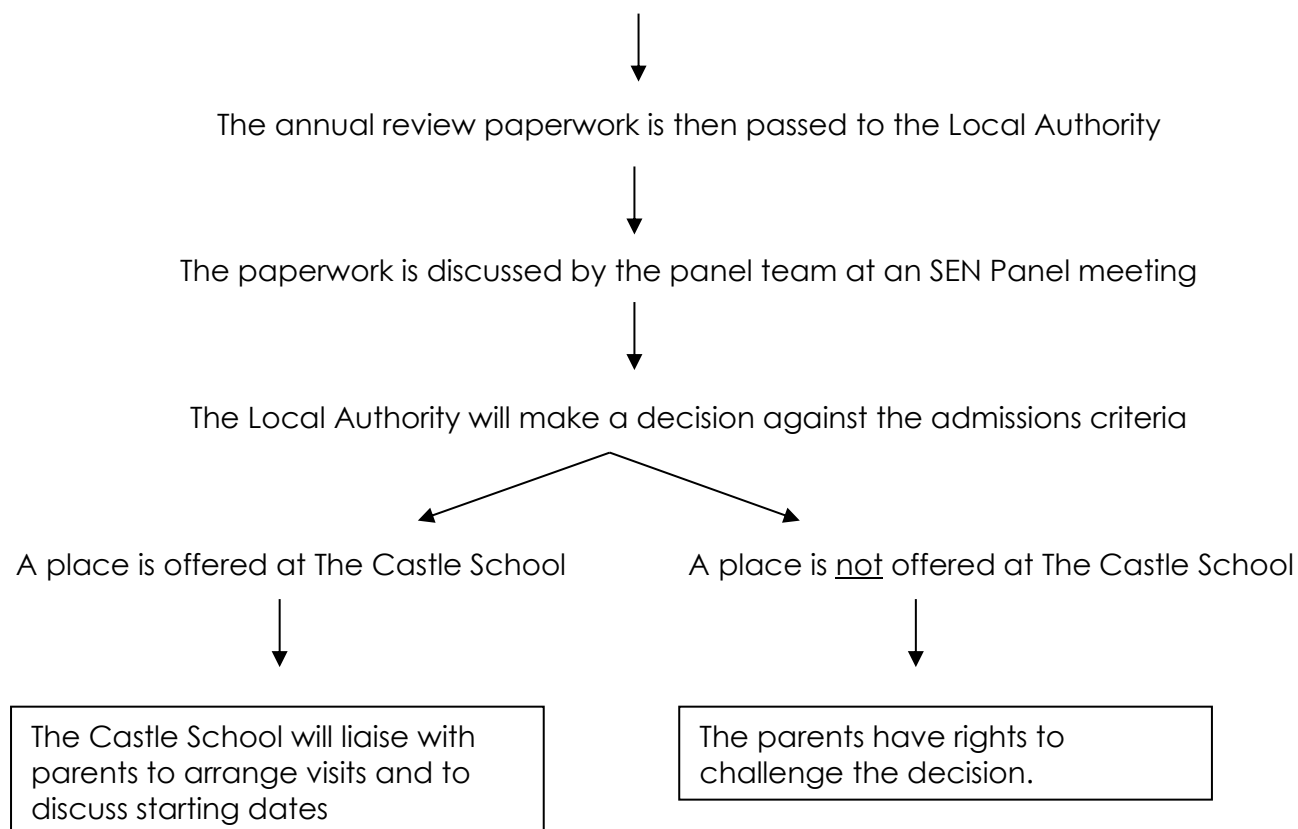 The annual review paperwork is then passed to the Local Authority
The paperwork is discussed by the panel team at an SEN Panel meeting
The Local Authority will make a decision against the admissions criteria
A place is offered at The Castle School
A place is not offered at The Castle School
The Castle School will liaise with
parents to arrange visits and to
discuss starting dates
The parents have rights to
challenge the decision.